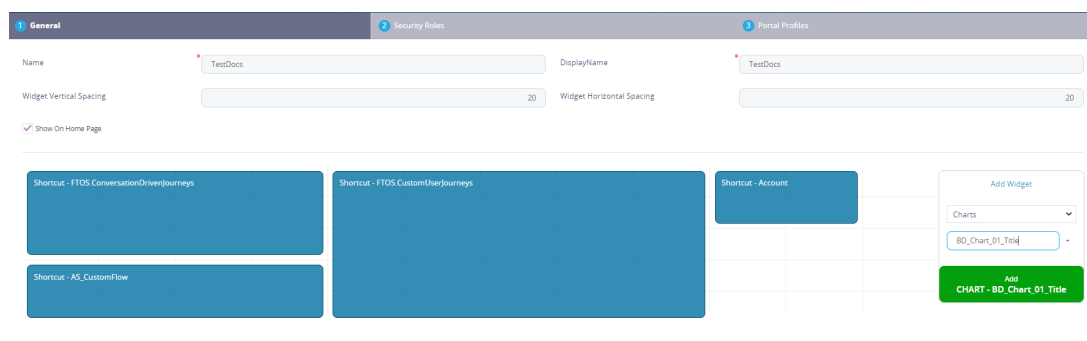 1 General
2 Security Roles
3 Portal Profiles
Name * TestDocs DisplayName * TestDocs
Widget Vertical Spacing 20 Widget Horizontal Spacing 20
Show On Home Page
Shortcut - FTOS.ConversationDrivenJourneys
Shortcut - FTOS.CustomUserJourneys
Shortcut - Account
Shortcut - AS_CustomFlow
Add Widget
Charts
BD_Chart_01_Title
Add
CHART - BD_Chart_01_Title